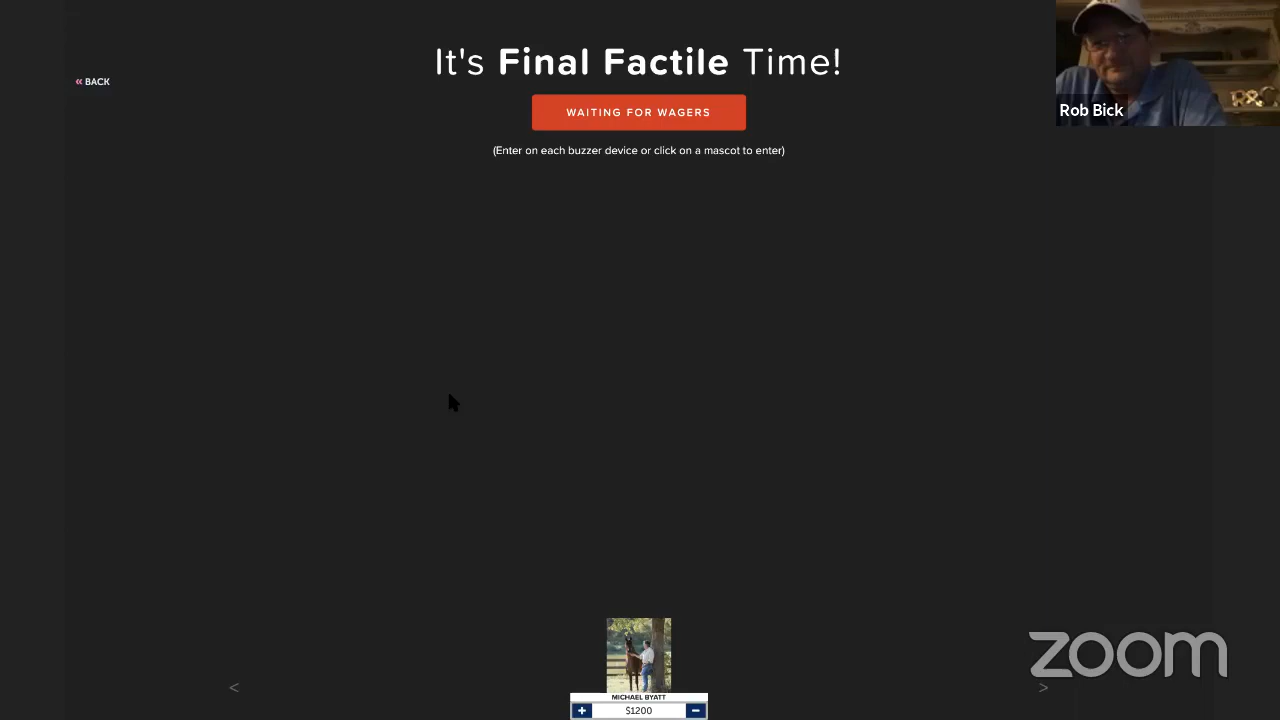 It's Final Factile Time!
« BACK
WAITING FOR WAGERS
(Enter on each buzzer device or click on a mascot to enter)
Rob Bick
R&C
zoom
< >
MICHAEL BYATT
+ $1200 −